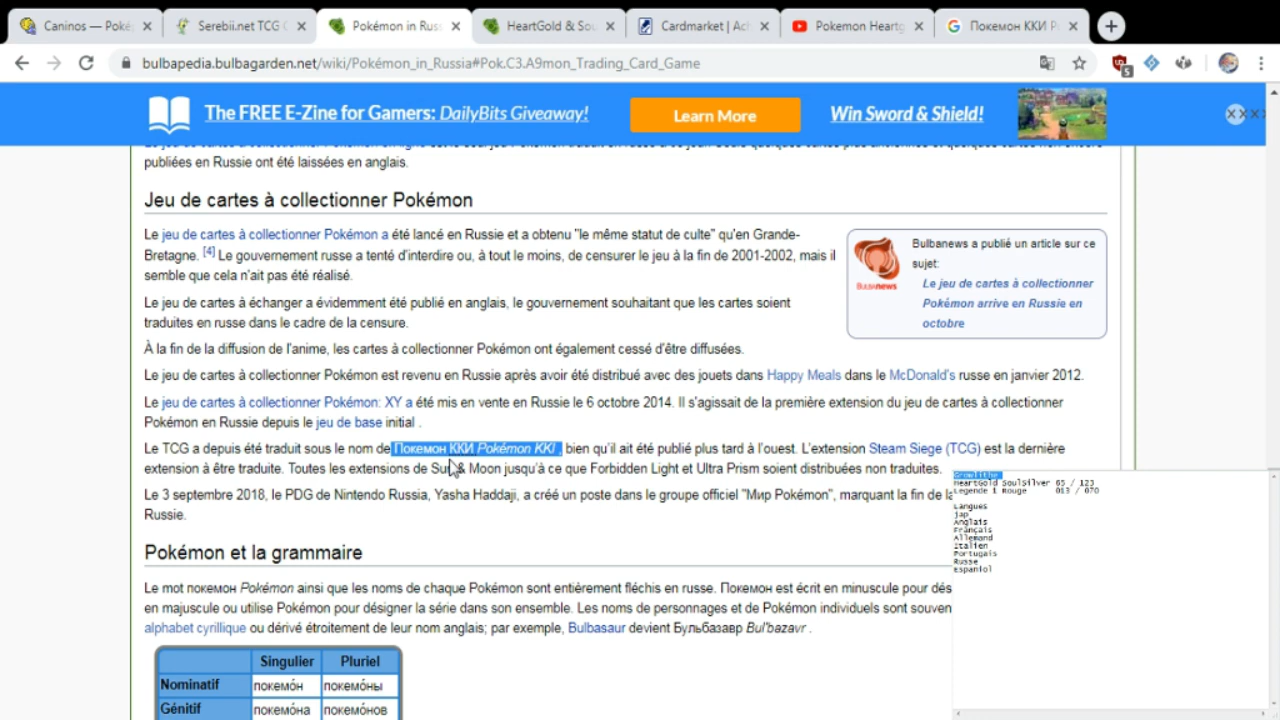 Caninos — Poké
Serebii.net TCG C
Pokémon in Russ
HeartGold & Sou
Cardmarket | Ach
Pokemon Heartg
Покемон ККИ P
bulbapedia.bulbagarden.net/wiki/Pokémon_in_Russia#Pok.C3.A9mon_Trading_Card_Game
5
The FREE E-Zine for Gamers: DailyBits Giveaway!
Learn More
Win Sword & Shield!
publiées en Russie ont été laissées en anglais.
Jeu de cartes à collectionner Pokémon
Le jeu de cartes à collectionner Pokémon a été lancé en Russie et a obtenu "le même statut de culte" qu'en Grande-
Bretagne. [4] Le gouvernement russe a tenté d'interdire ou, à tout le moins, de censurer le jeu à la fin de 2001-2002, mais il
semble que cela n'ait pas été réalisé.
Bulbanews a publié un article sur ce
sujet:
Le jeu de cartes à collectionner
Pokémon arrive en Russie en
octobre
BULBANEWS
Le jeu de cartes à échanger a évidemment été publié en anglais, le gouvernement souhaitant que les cartes soient
traduites en russe dans le cadre de la censure.
À la fin de la diffusion de l'anime, les cartes à collectionner Pokémon ont également cessé d'être diffusées.
Le jeu de cartes à collectionner Pokémon est revenu en Russie après avoir été distribué avec des jouets dans Happy Meals dans le McDonald's russe en janvier 2012.
Le jeu de cartes à collectionner Pokémon: XY a été mis en vente en Russie le 6 octobre 2014. Il s'agissait de la première extension du jeu de cartes à collectionner
Pokémon en Russie depuis le jeu de base initial .
Le TCG a depuis été traduit sous le nom de Покемон ККИ Pokémon KKI , bien qu'il ait été publié plus tard à l'ouest. L'extension Steam Siege (TCG) est la dernière
extension à être traduite. Toutes les extensions de Sun & Moon jusqu'à ce que Forbidden Light et Ultra Prism soient distribuées non traduites.
Le 3 septembre 2018, le PDG de Nintendo Russia, Yasha Haddaji, a créé un poste dans le groupe officiel "Мир Pokémon", marquant la fin de la
Russie.
Pokémon et la grammaire
Le mot покемон Pokémon ainsi que les noms de chaque Pokémon sont entièrement fléchis en russe. Покемон est écrit en minuscule pour dés
en majuscule ou utilise Pokémon pour désigner la série dans son ensemble. Les noms de personnages et de Pokémon individuels sont souven
alphabet cyrillique ou dérivé étroitement de leur nom anglais; par exemple, Bulbasaur devient Бульбазавр Bul'bazavr .
Singulier Pluriel
Nominatif покемо́н покемо́ны
Génitif покемо́на покемо́нов
HeartGold SoulSilver 65 / 123
Legende & Rouge 013 / 070
Langues
jap
Anglais
Français
Allemand
Italien
Portugais
Russe
Espaniol